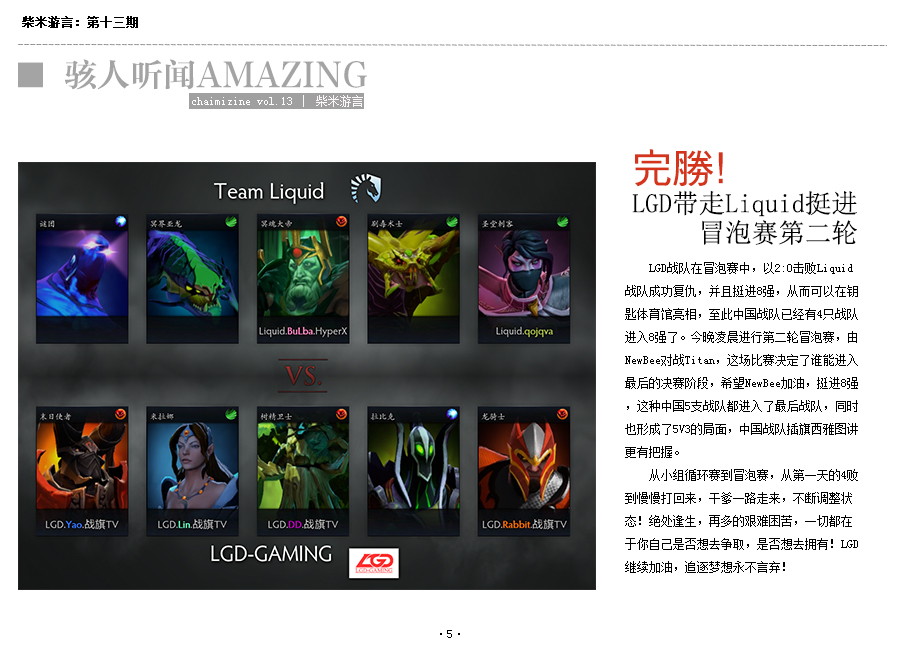 柴米游言：第十三期
骇人听闻AMAZING
chaimizine vol.13 | 柴米游言
Team Liquid
谜团
冥界亚龙
冥魂大帝
剧毒术士
圣堂刺客
Liquid.BuLba.HyperX
Liquid.qojqva
VS.
末日使者
米拉娜
树精卫士
拉比克
龙骑士
LGD.Yao.战旗TV
LGD.Lin.战旗TV
LGD.DD.战旗TV
LGD.Rabbit.战旗TV
LGD-GAMING
LGD
完勝!
LGD带走Liquid挺进
冒泡赛第二轮
LGD战队在冒泡赛中，以2:0击败Liquid
战队成功复仇，并且挺进8强，从而可以在钥
匙体育馆亮相，至此中国战队已经有4只战队
进入8强了。今晚凌晨进行第二轮冒泡赛，由
NewBee对战Titan，这场比赛决定了谁能进入
最后的决赛阶段，希望NewBee加油，挺进8强
，这种中国5支战队都进入了最后战队，同时
也形成了5V3的局面，中国战队插旗西雅图讲
更有把握。
从小组循环赛到冒泡赛，从第一天的4败
到慢慢打回来，干爹一路走来，不断调整状
态！绝处逢生，再多的艰难困苦，一切都在
于你自己是否想去争取，是否想去拥有！LGD
继续加油，追逐梦想永不言弃！
·5·